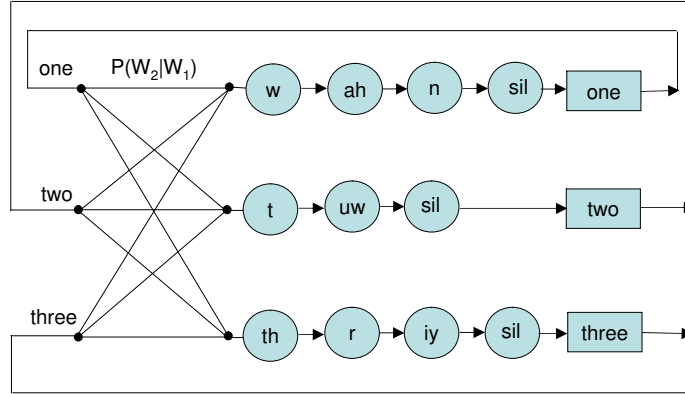 one P(W₂|W₁) w ah n sil one
two t uw sil two
three th r iy sil three